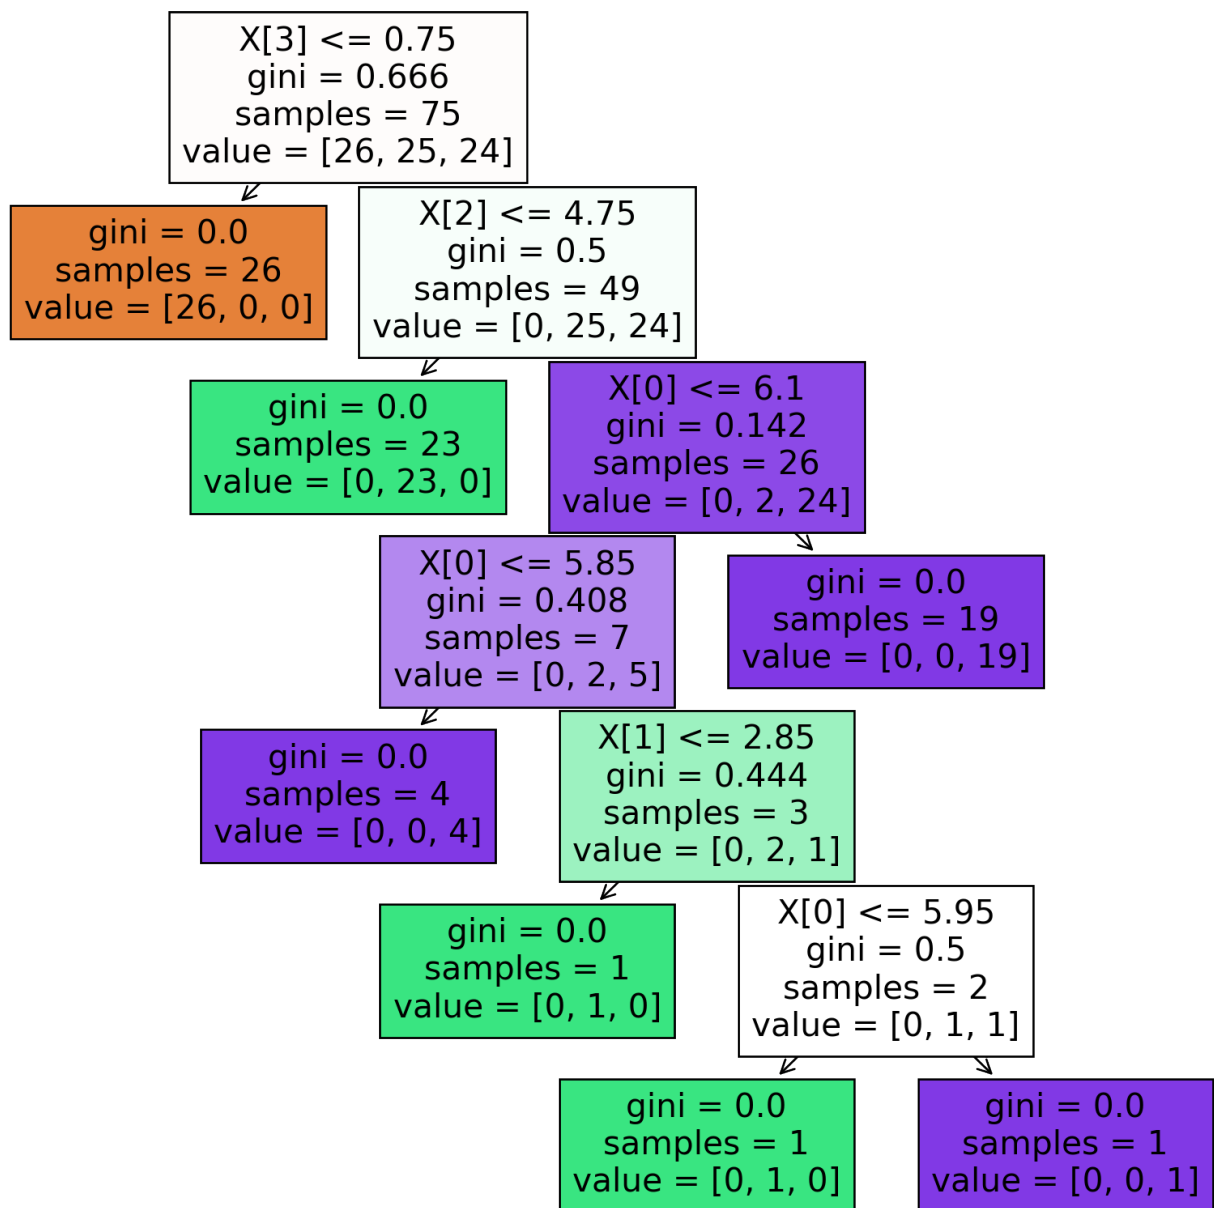 X[3] <= 0.75
gini = 0.666
samples = 75
value = [26, 25, 24]
gini = 0.0
samples = 26
value = [26, 0, 0]
X[2] <= 4.75
gini = 0.5
samples = 49
value = [0, 25, 24]
gini = 0.0
samples = 23
value = [0, 23, 0]
X[0] <= 6.1
gini = 0.142
samples = 26
value = [0, 2, 24]
X[0] <= 5.85
gini = 0.408
samples = 7
value = [0, 2, 5]
gini = 0.0
samples = 19
value = [0, 0, 19]
gini = 0.0
samples = 4
value = [0, 0, 4]
X[1] <= 2.85
gini = 0.444
samples = 3
value = [0, 2, 1]
gini = 0.0
samples = 1
value = [0, 1, 0]
X[0] <= 5.95
gini = 0.5
samples = 2
value = [0, 1, 1]
gini = 0.0
samples = 1
value = [0, 1, 0]
gini = 0.0
samples = 1
value = [0, 0, 1]